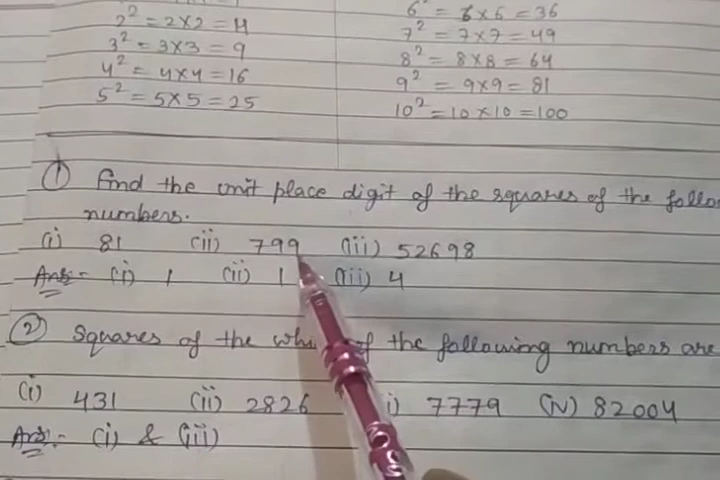 2² = 2×2 = 4
3² = 3×3 = 9
4² = 4×4 = 16
5² = 5×5 = 25
6² = 6×6 = 36
7² = 7×7 = 49
8² = 8×8 = 64
9² = 9×9 = 81
10² = 10×10 = 100
① Find the unit place digit of the squares of the
numbers.
(i) 81 (ii) 799 (iii) 52698
Ans:- (i) 1 (ii) 1 (iii) 4
② Squares of the of the following numbers are
(i) 431 (ii) 2826 7779 (iv) 82004
Ans:- (i) & (iii)